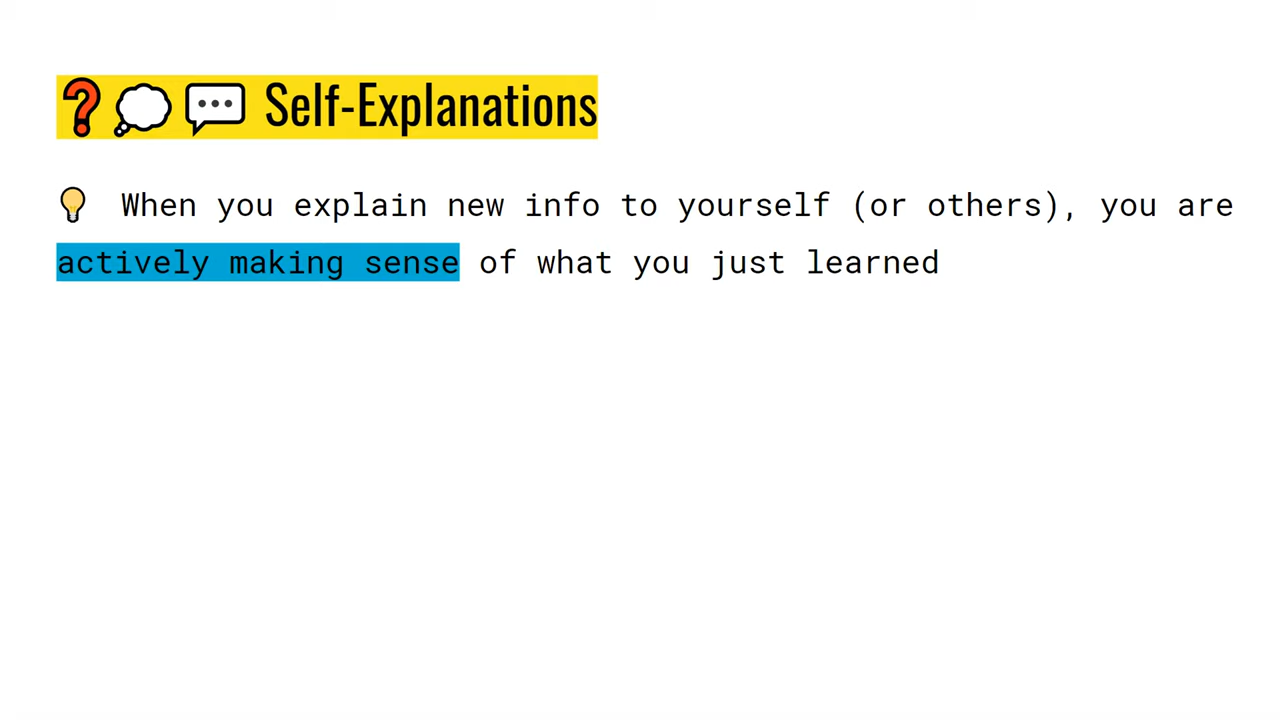 ❓💭💬 Self-Explanations
💡 When you explain new info to yourself (or others), you are
actively making sense of what you just learned